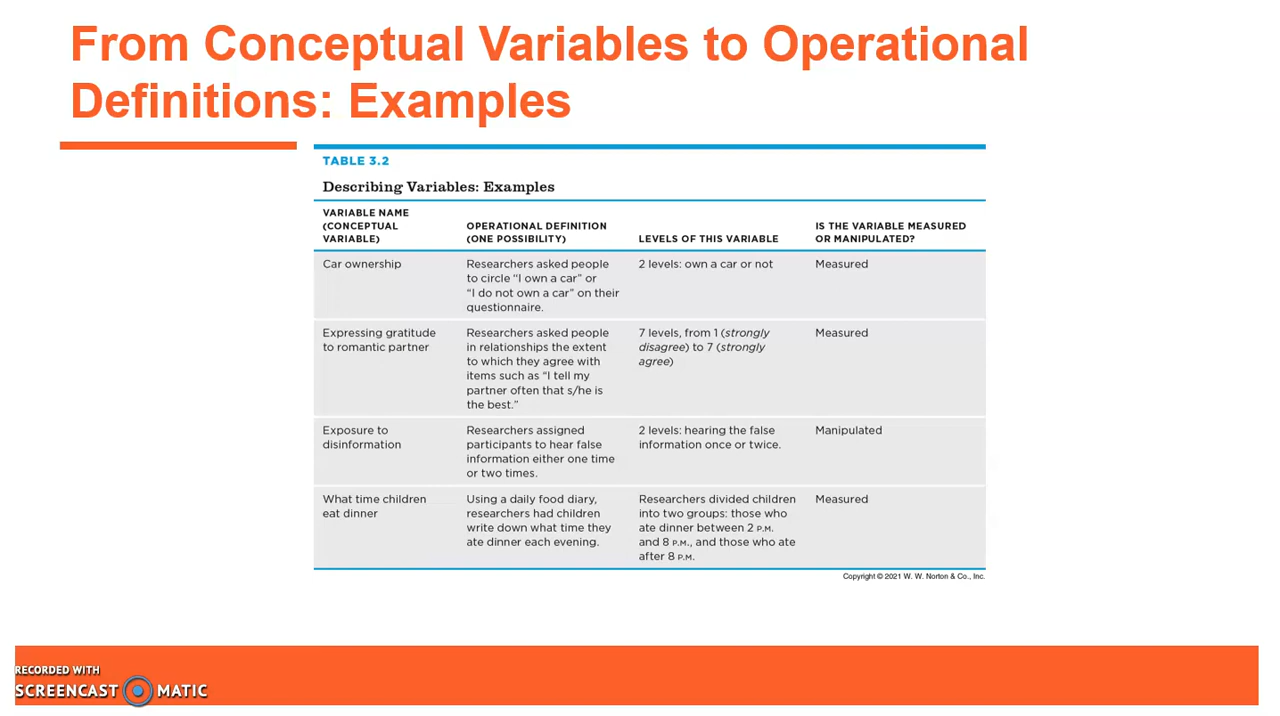 From Conceptual Variables to Operational
Definitions: Examples
TABLE 3.2
Describing Variables: Examples
VARIABLE NAME
(CONCEPTUAL
VARIABLE)
OPERATIONAL DEFINITION
(ONE POSSIBILITY)
LEVELS OF THIS VARIABLE
IS THE VARIABLE MEASURED
OR MANIPULATED?
Car ownership
Researchers asked people
to circle “I own a car” or
“I do not own a car” on their
questionnaire.
2 levels: own a car or not
Measured
Expressing gratitude
to romantic partner
Researchers asked people
in relationships the extent
to which they agree with
items such as “I tell my
partner often that s/he is
the best.”
7 levels, from 1 (strongly
disagree) to 7 (strongly
agree)
Measured
Exposure to
disinformation
Researchers assigned
participants to hear false
information either one time
or two times.
2 levels: hearing the false
information once or twice.
Manipulated
What time children
eat dinner
Using a daily food diary,
researchers had children
write down what time they
ate dinner each evening.
Researchers divided children
into two groups: those who
ate dinner between 2 P.M.
and 8 P.M., and those who ate
after 8 P.M.
Measured
Copyright © 2021 W. W. Norton & Co., Inc.
RECORDED WITH
SCREENCAST MATIC